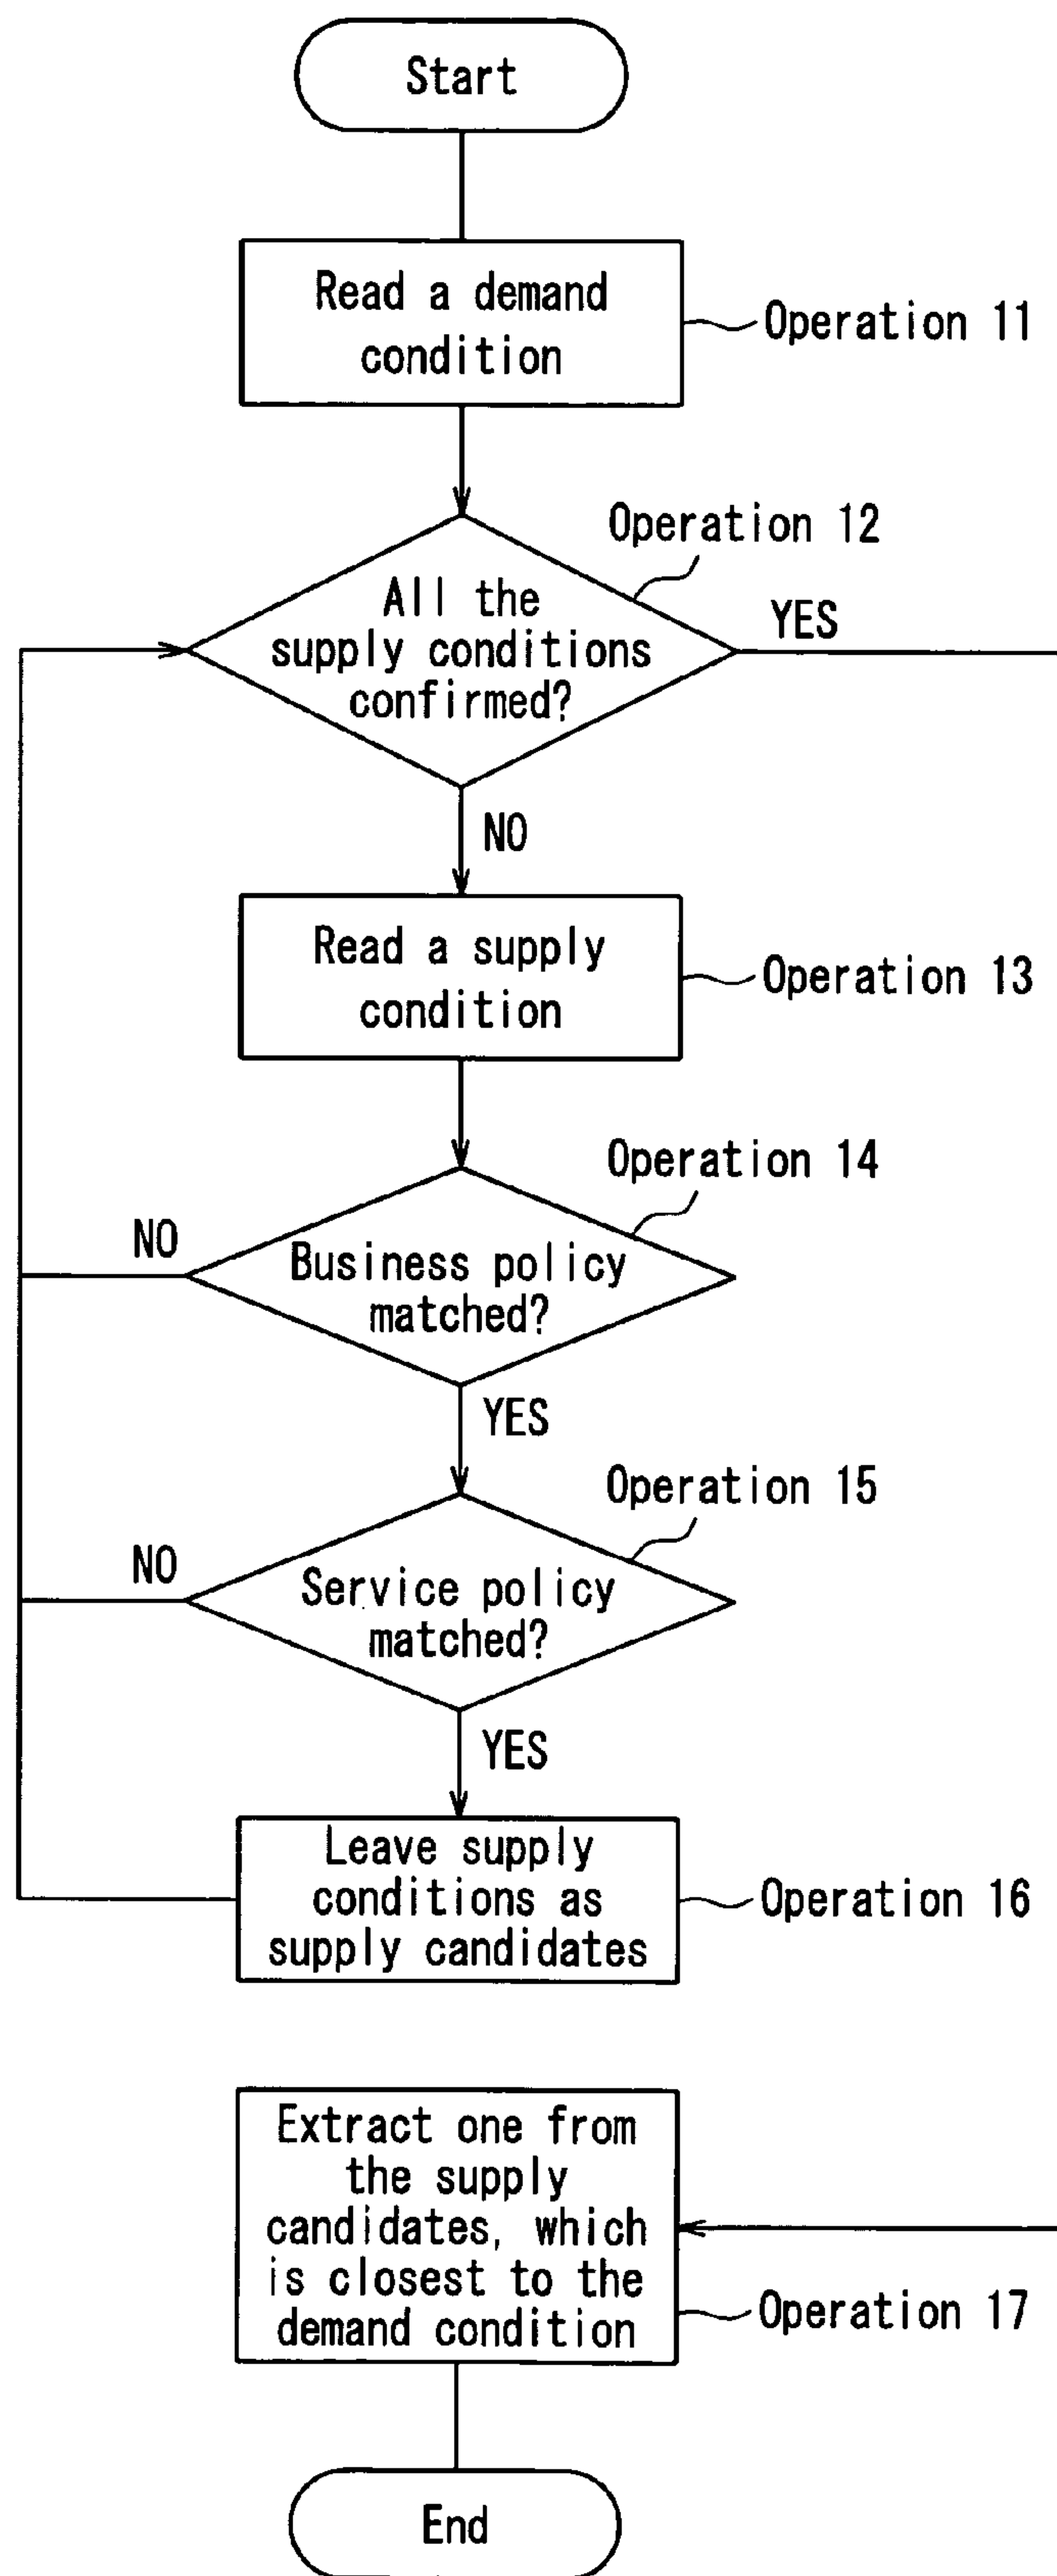 Start
Read a demand
condition
Operation 11
Operation 12
All the
supply conditions
confirmed?
YES
NO
Read a supply
condition
Operation 13
Operation 14
NO
Business policy
matched?
YES
Operation 15
NO
Service policy
matched?
YES
Leave supply
conditions as
supply candidates
Operation 16
Extract one from
the supply
candidates, which
is closest to the
demand condition
Operation 17
End